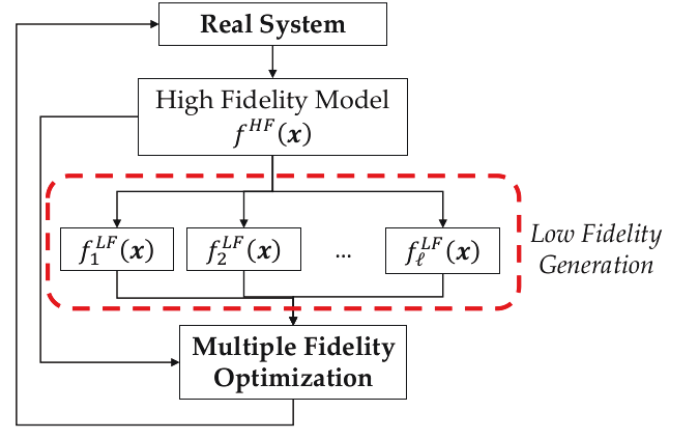 Real System
High Fidelity Model
f^{HF}(x)
f_1^{LF}(x) f_2^{LF}(x) ... f_ℓ^{LF}(x)
Low Fidelity
Generation
Multiple Fidelity
Optimization